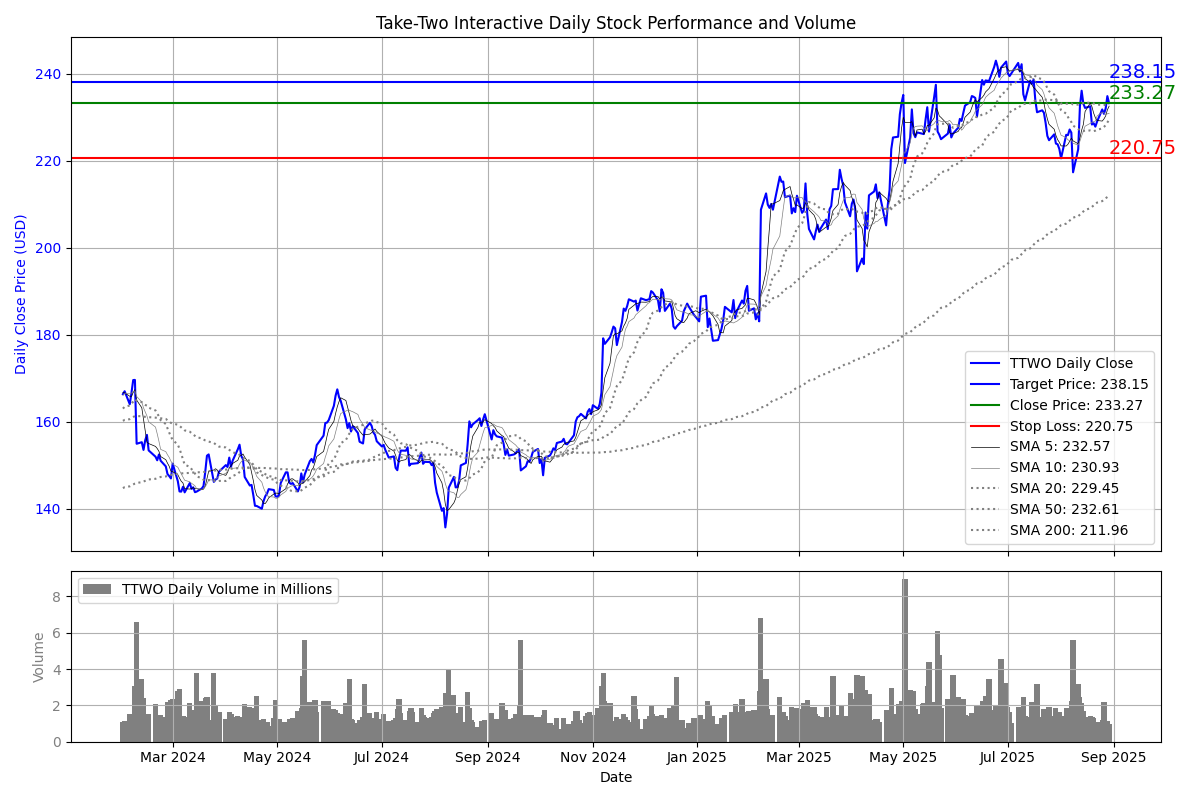 Take-Two Interactive Daily Stock Performance and Volume
Daily Close Price (USD)
240
220
200
180
160
140
238.15
233.27
220.75
TTWO Daily Close
Target Price: 238.15
Close Price: 233.27
Stop Loss: 220.75
SMA 5: 232.57
SMA 10: 230.93
SMA 20: 229.45
SMA 50: 232.61
SMA 200: 211.96
TTWO Daily Volume in Millions
Volume
8
6
4
2
0
Mar 2024 May 2024 Jul 2024 Sep 2024 Nov 2024 Jan 2025 Mar 2025 May 2025 Jul 2025 Sep 2025
Date